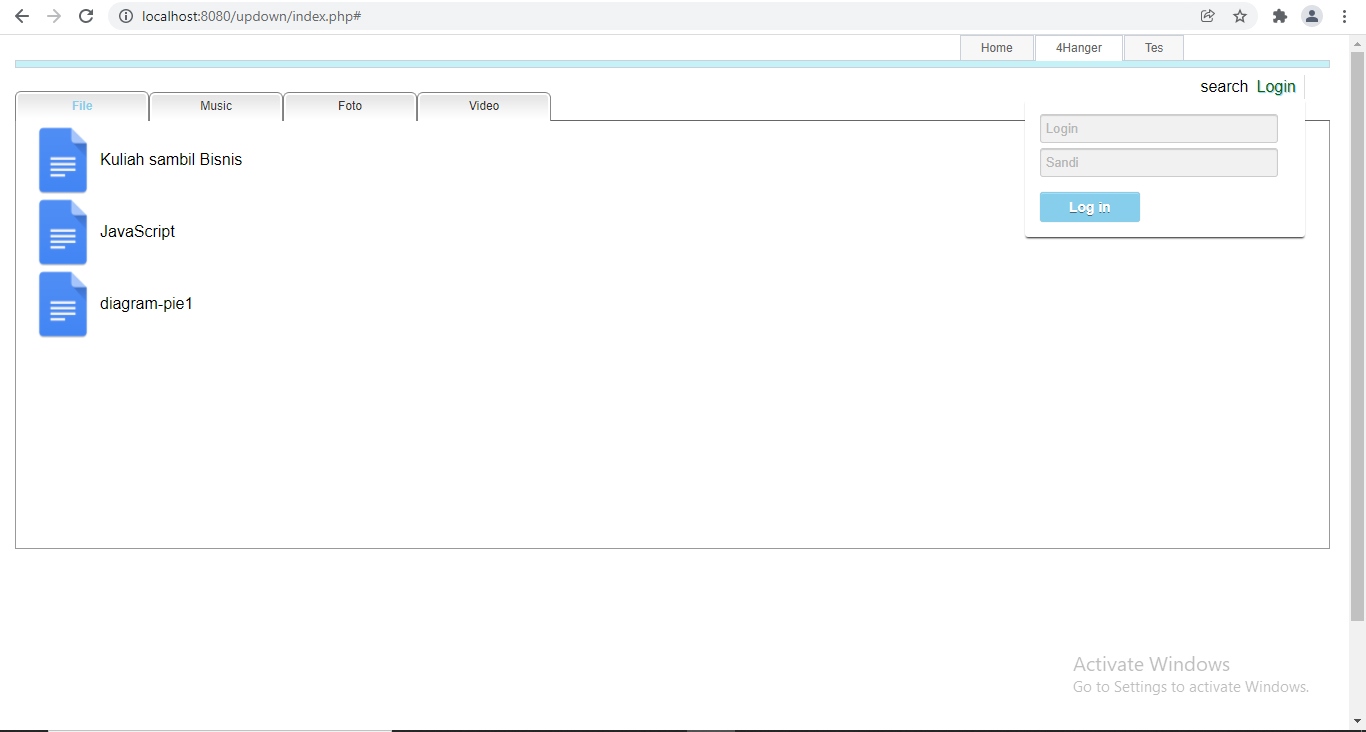 localhost:8080/updown/index.php#
Home 4Hanger Tes
search Login
File Music Foto Video
Login
Kuliah sambil Bisnis
Sandi
Log in
JavaScript
diagram-pie1
Activate Windows
Go to Settings to activate Windows.